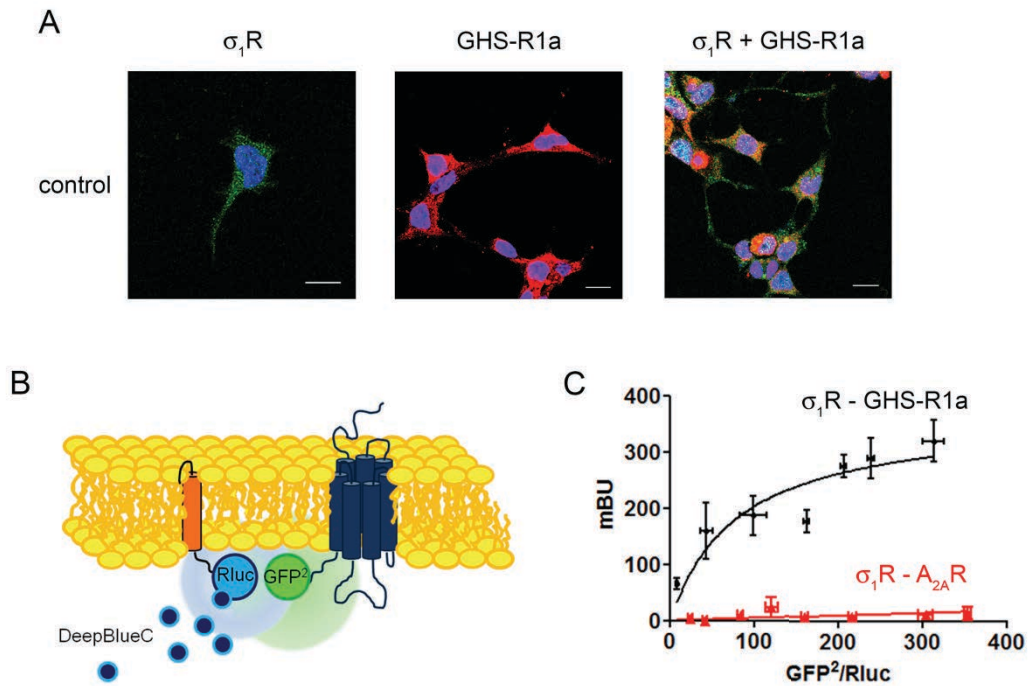 A
σ₁R
GHS-R1a
σ₁R + GHS-R1a
control
B
Rluc
GFP²
DeepBlueC
C
σ₁R - GHS-R1a
σ₁R - A₂AR
mBU
400
300
200
100
0
0 100 200 300 400
GFP²/Rluc